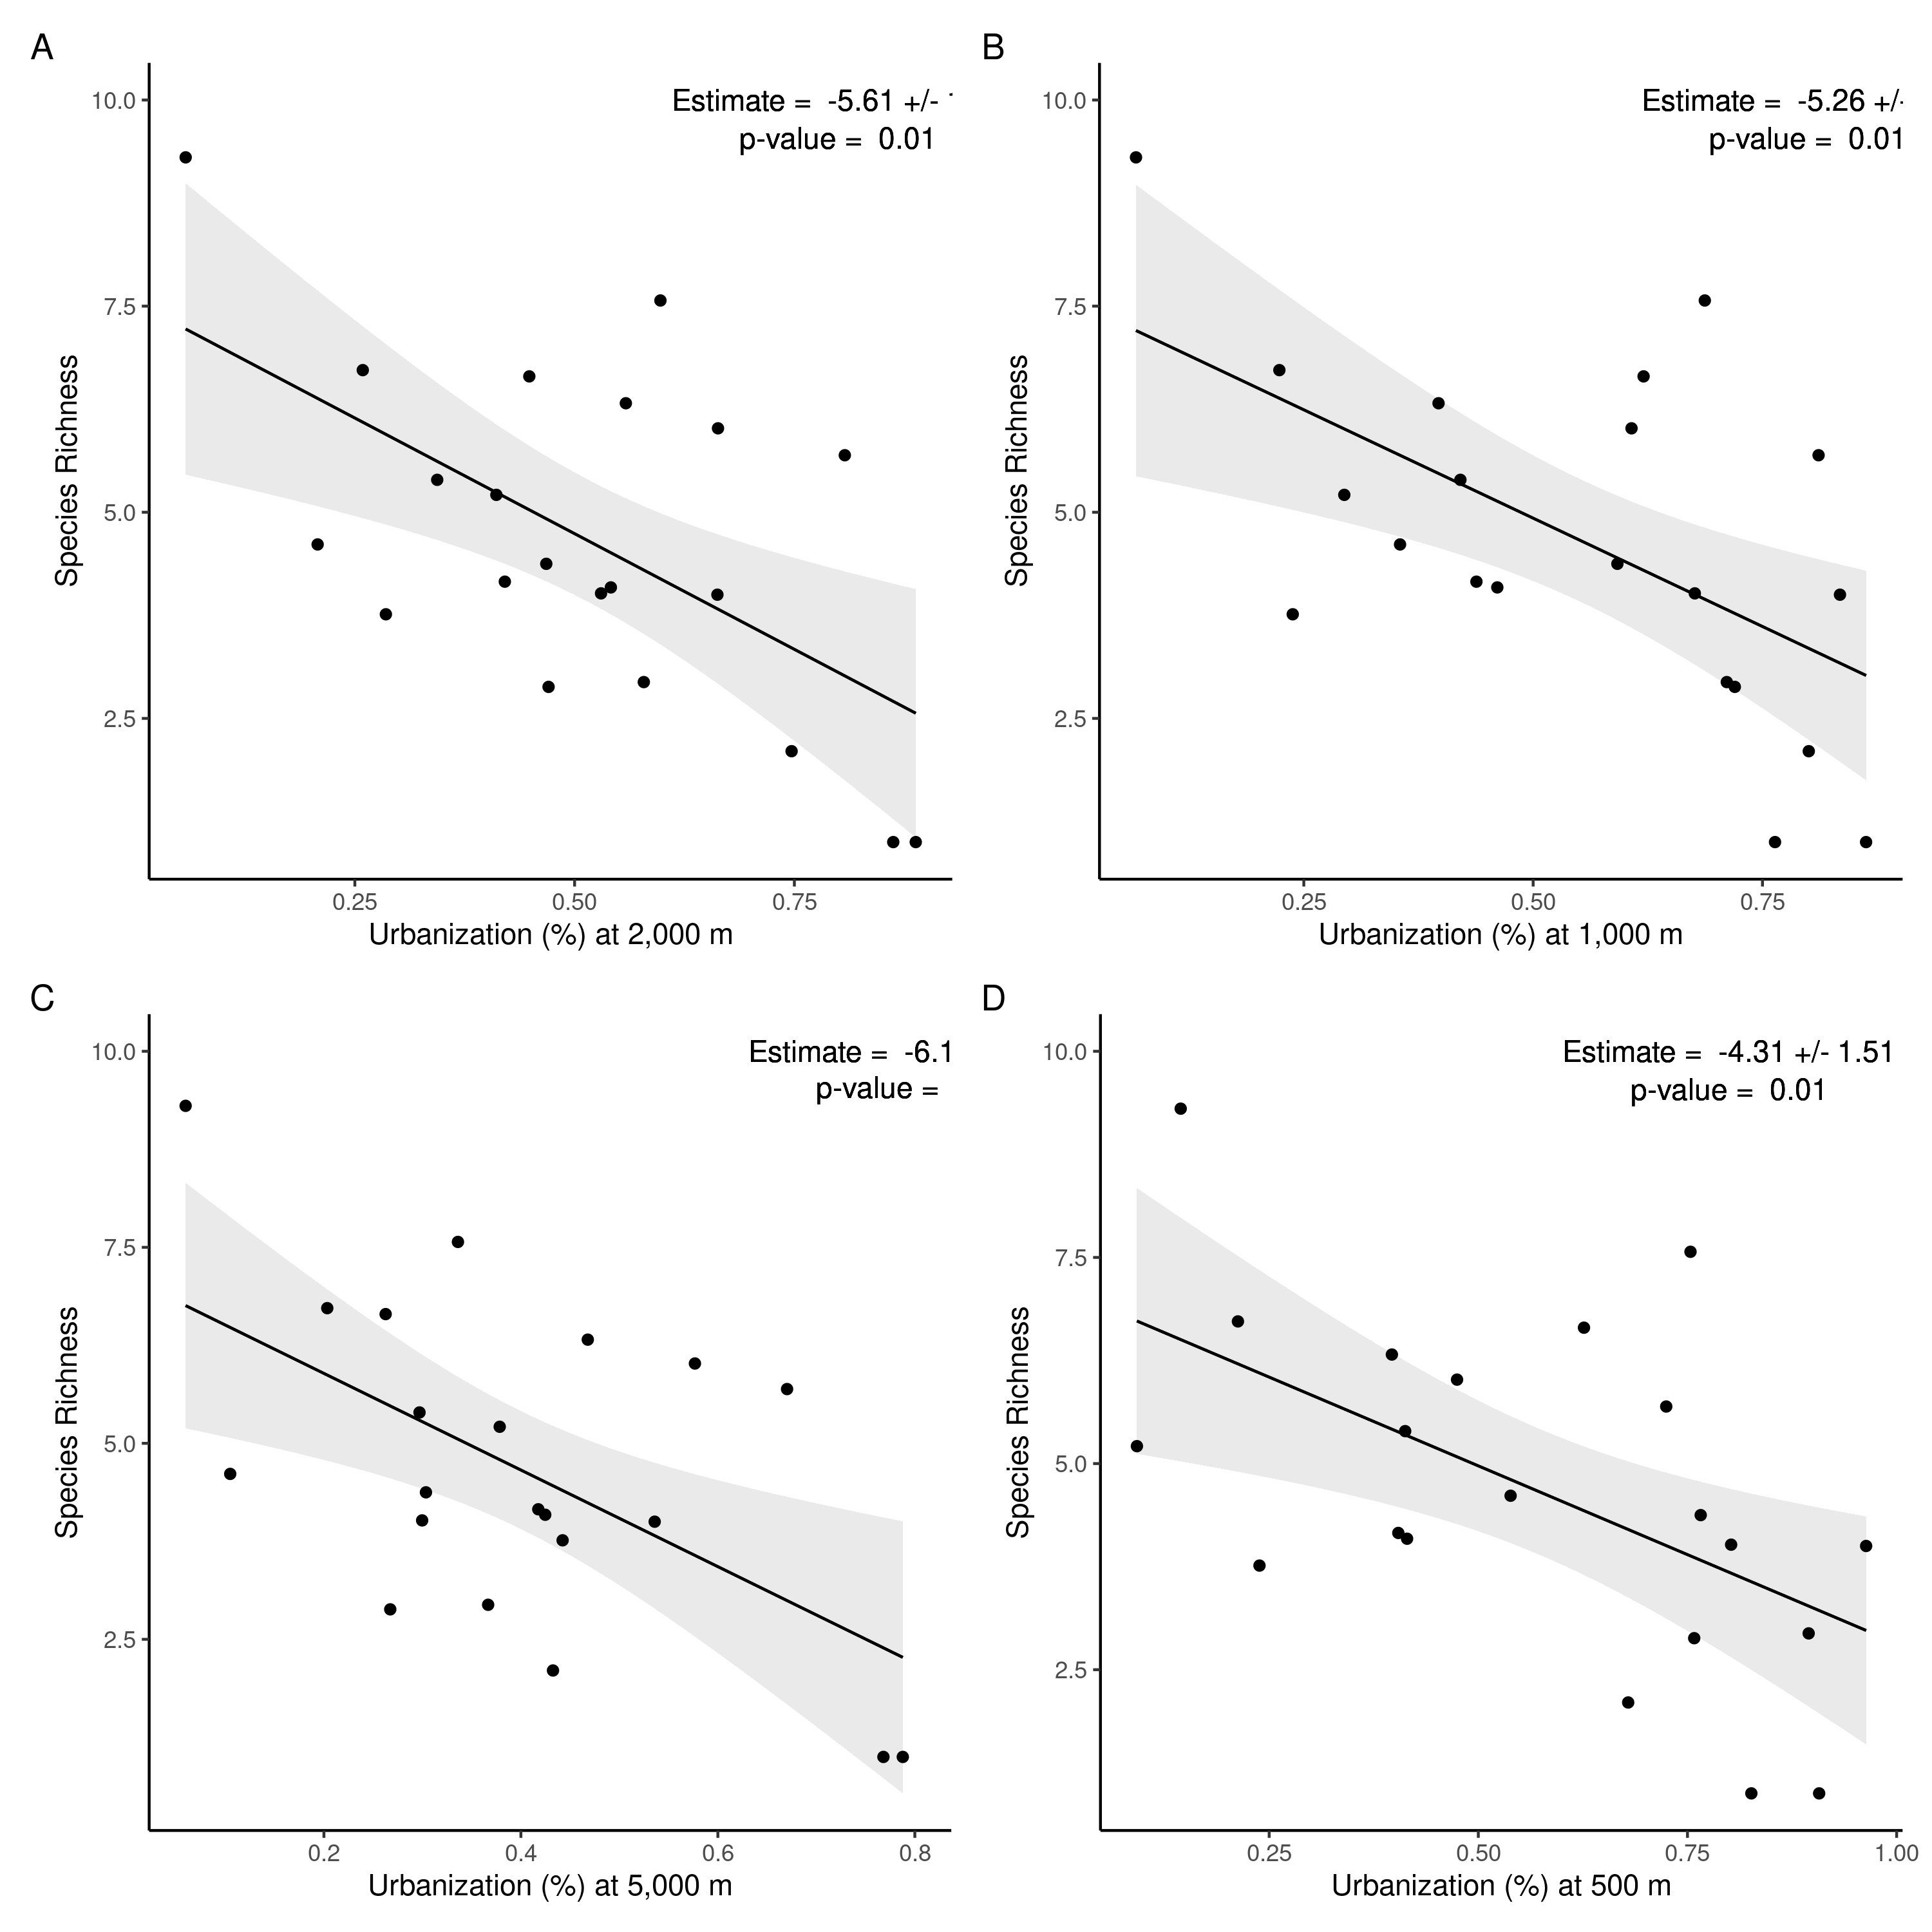 A
Estimate = -5.61 +/-
p-value = 0.01
10.0
7.5
5.0
2.5
Species Richness
0.25 0.50 0.75
Urbanization (%) at 2,000 m
B
Estimate = -5.26 +/-
p-value = 0.01
10.0
7.5
5.0
2.5
Species Richness
0.25 0.50 0.75
Urbanization (%) at 1,000 m
C
Estimate = -6.1
p-value =
10.0
7.5
5.0
2.5
Species Richness
0.2 0.4 0.6 0.8
Urbanization (%) at 5,000 m
D
Estimate = -4.31 +/- 1.51
p-value = 0.01
10.0
7.5
5.0
2.5
Species Richness
0.25 0.50 0.75 1.00
Urbanization (%) at 500 m